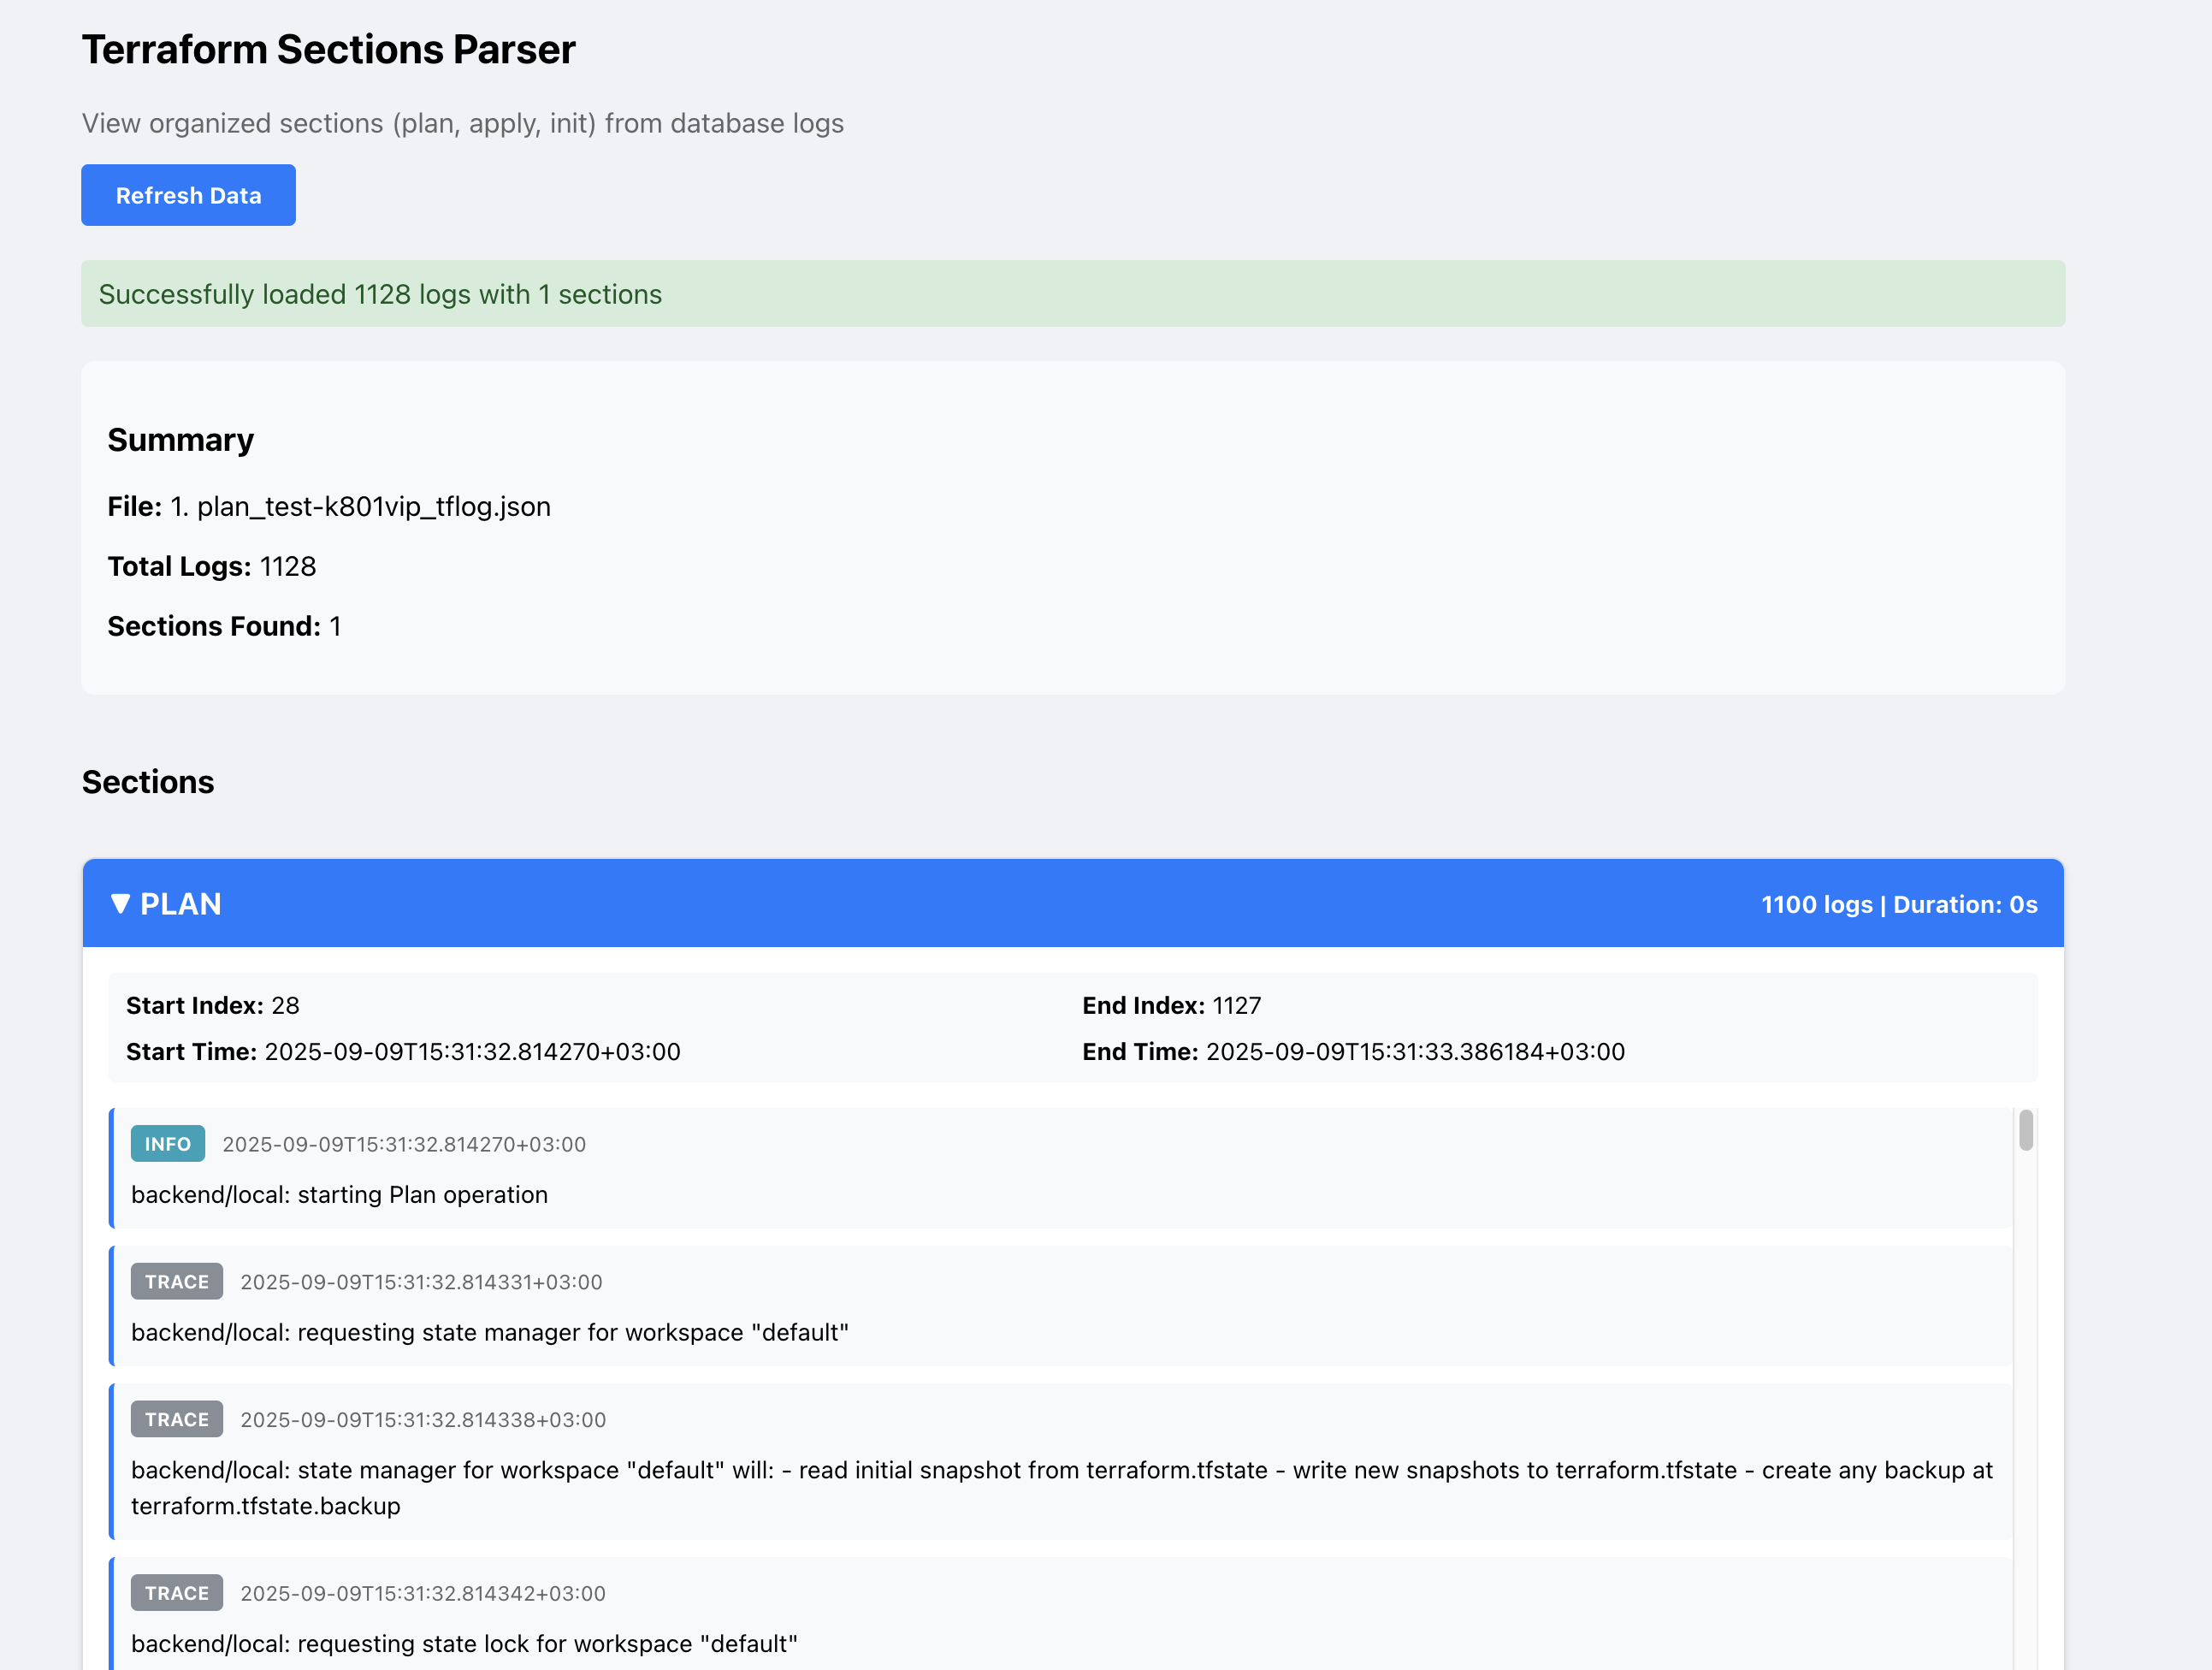 Terraform Sections Parser
View organized sections (plan, apply, init) from database logs
Refresh Data
Successfully loaded 1128 logs with 1 sections
Summary
File: 1. plan_test-k801vip_tflog.json
Total Logs: 1128
Sections Found: 1
Sections
▼ PLAN
1100 logs | Duration: 0s
Start Index: 28
End Index: 1127
Start Time: 2025-09-09T15:31:32.814270+03:00
End Time: 2025-09-09T15:31:33.386184+03:00
INFO 2025-09-09T15:31:32.814270+03:00
backend/local: starting Plan operation
TRACE 2025-09-09T15:31:32.814331+03:00
backend/local: requesting state manager for workspace "default"
TRACE 2025-09-09T15:31:32.814338+03:00
backend/local: state manager for workspace "default" will: - read initial snapshot from terraform.tfstate - write new snapshots to terraform.tfstate - create any backup at
terraform.tfstate.backup
TRACE 2025-09-09T15:31:32.814342+03:00
backend/local: requesting state lock for workspace "default"